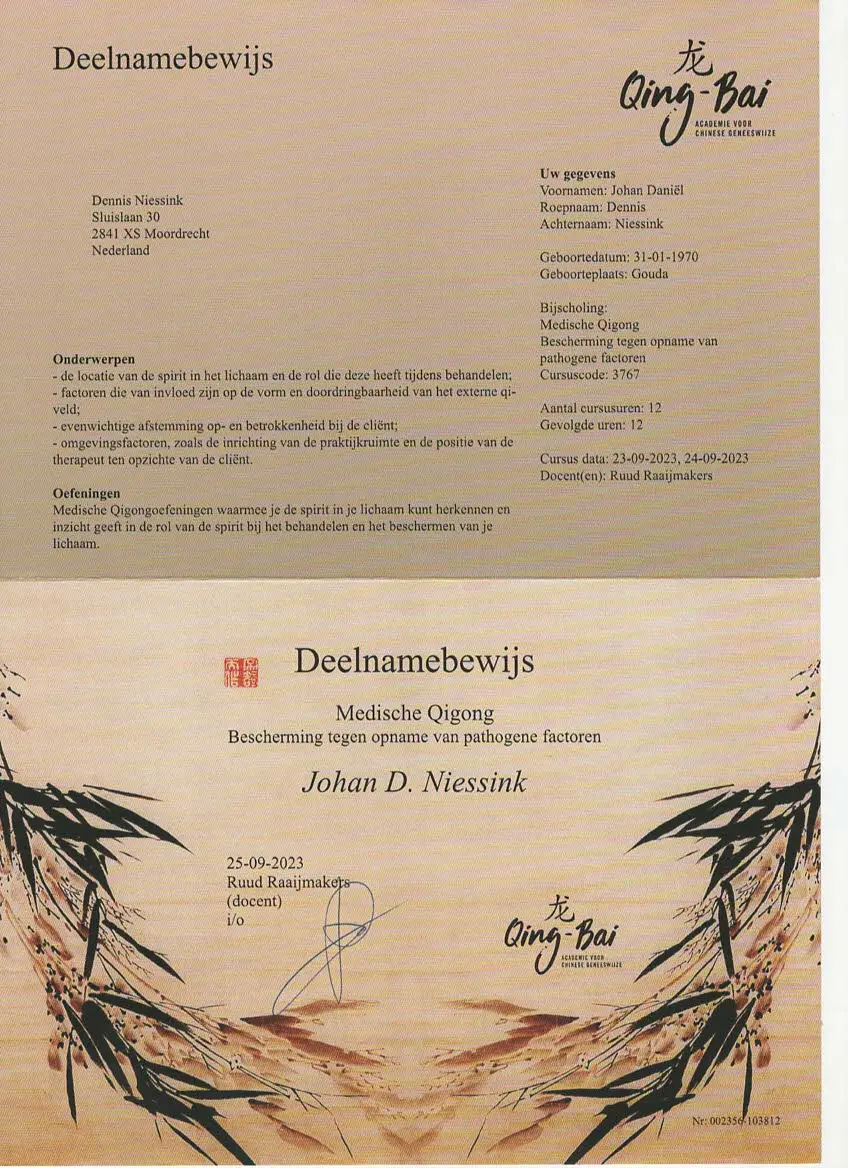 Deelnamebewijs
龙
Qing-Bai
ACADEMIE VOOR
CHINESE GENEESWIJZE
Dennis Niessink
Sluislaan 30
2841 XS Moordrecht
Nederland
Uw gegevens
Voornamen: Johan Daniël
Roepnaam: Dennis
Achternaam: Niessink
Geboortedatum: 31-01-1970
Geboorteplaats: Gouda
Bijscholing:
Medische Qigong
Bescherming tegen opname van
pathogene factoren
Cursuscode: 3767
Aantal cursusuren: 12
Gevolgde uren: 12
Cursus data: 23-09-2023, 24-09-2023
Docent(en): Ruud Raaijmakers
Onderwerpen
- de locatie van de spirit in het lichaam en de rol die deze heeft tijdens behandelen;
- factoren die van invloed zijn op de vorm en doordringbaarheid van het externe qi-
veld;
- evenwichtige afstemming op- en betrokkenheid bij de cliënt;
- omgevingsfactoren, zoals de inrichting van de praktijkruimte en de positie van de
therapeut ten opzichte van de cliënt.
Oefeningen
Medische Qigongoefeningen waarmee je de spirit in je lichaam kunt herkennen en
inzicht geeft in de rol van de spirit bij het behandelen en het beschermen van je
lichaam.
Deelnamebewijs
Medische Qigong
Bescherming tegen opname van pathogene factoren
Johan D. Niessink
25-09-2023
Ruud Raaijmakers
(docent)
i/o
龙
Qing-Bai
ACADEMIE VOOR
CHINESE GENEESWIJZE
Nr: 002356-103812